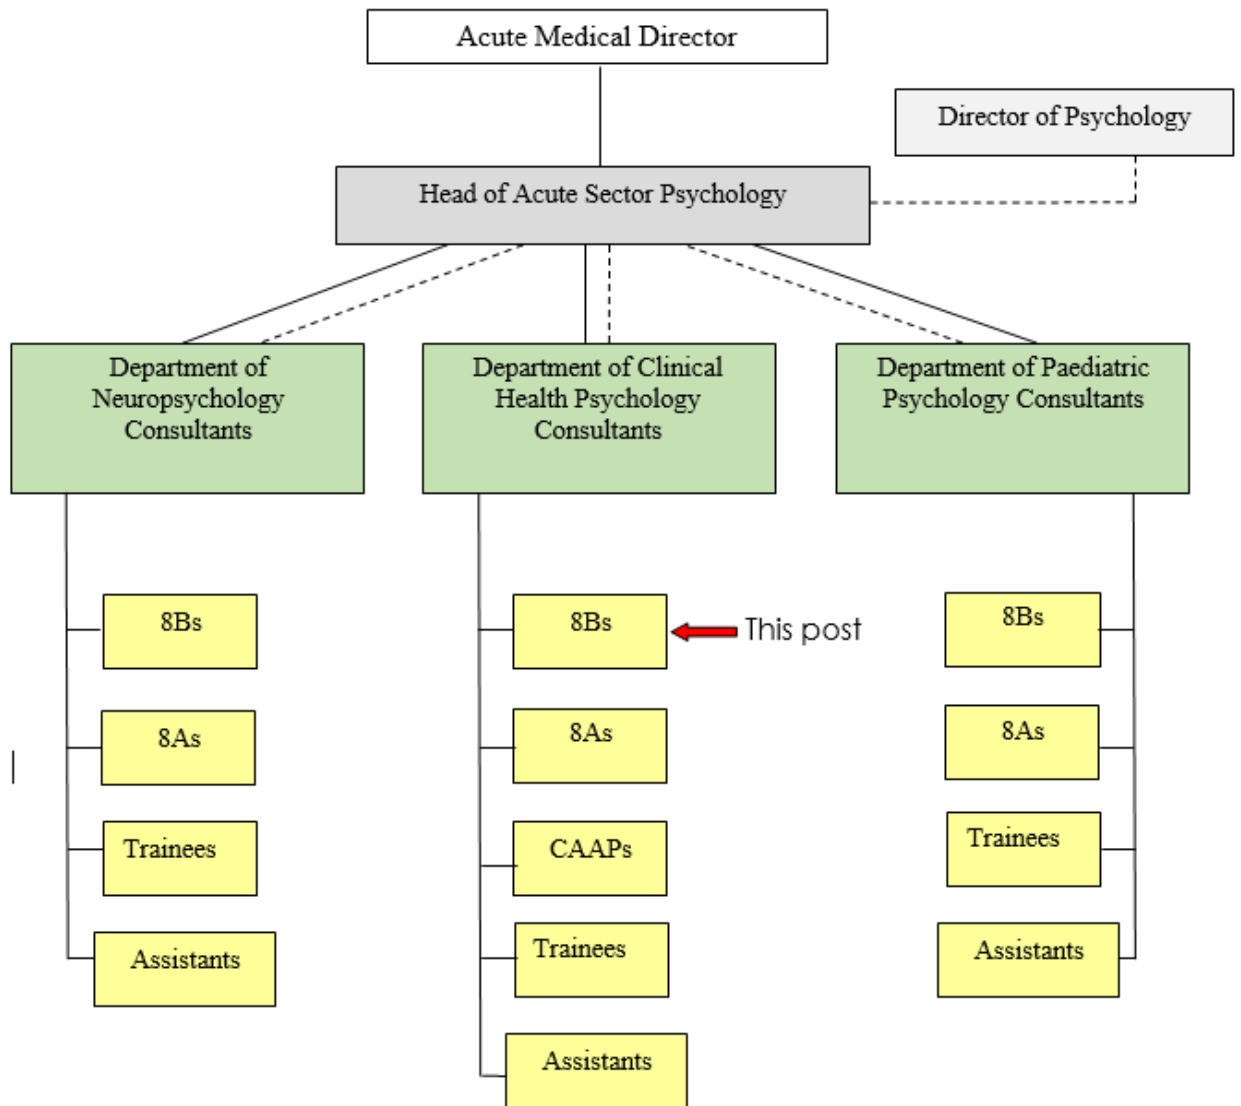 Acute Medical Director
Director of Psychology
Head of Acute Sector Psychology
Department of
Neuropsychology
Consultants
Department of Clinical
Health Psychology
Consultants
Department of Paediatric
Psychology Consultants
8Bs
8As
Trainees
Assistants
8Bs
This post
8As
CAAPs
Trainees
Assistants
8Bs
8As
Trainees
Assistants